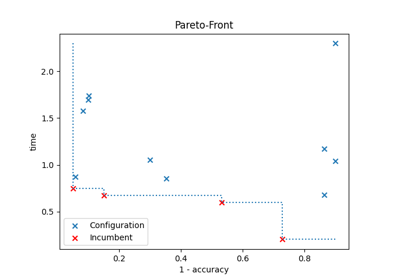 Pareto-Front
2.0
1.5
1.0
0.5
time
Configuration
Incumbent
0.2 0.4 0.6 0.8
1 - accuracy